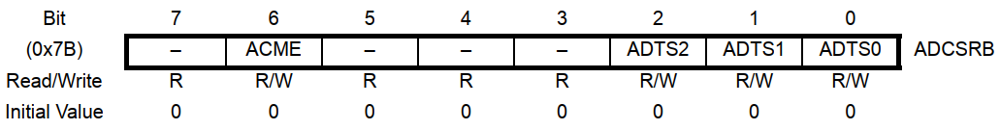 Bit 7 6 5 4 3 2 1 0
(0x7B) – ACME – – – ADTS2 ADTS1 ADTS0 ADCSRB
Read/Write R R/W R R R R/W R/W R/W
Initial Value 0 0 0 0 0 0 0 0